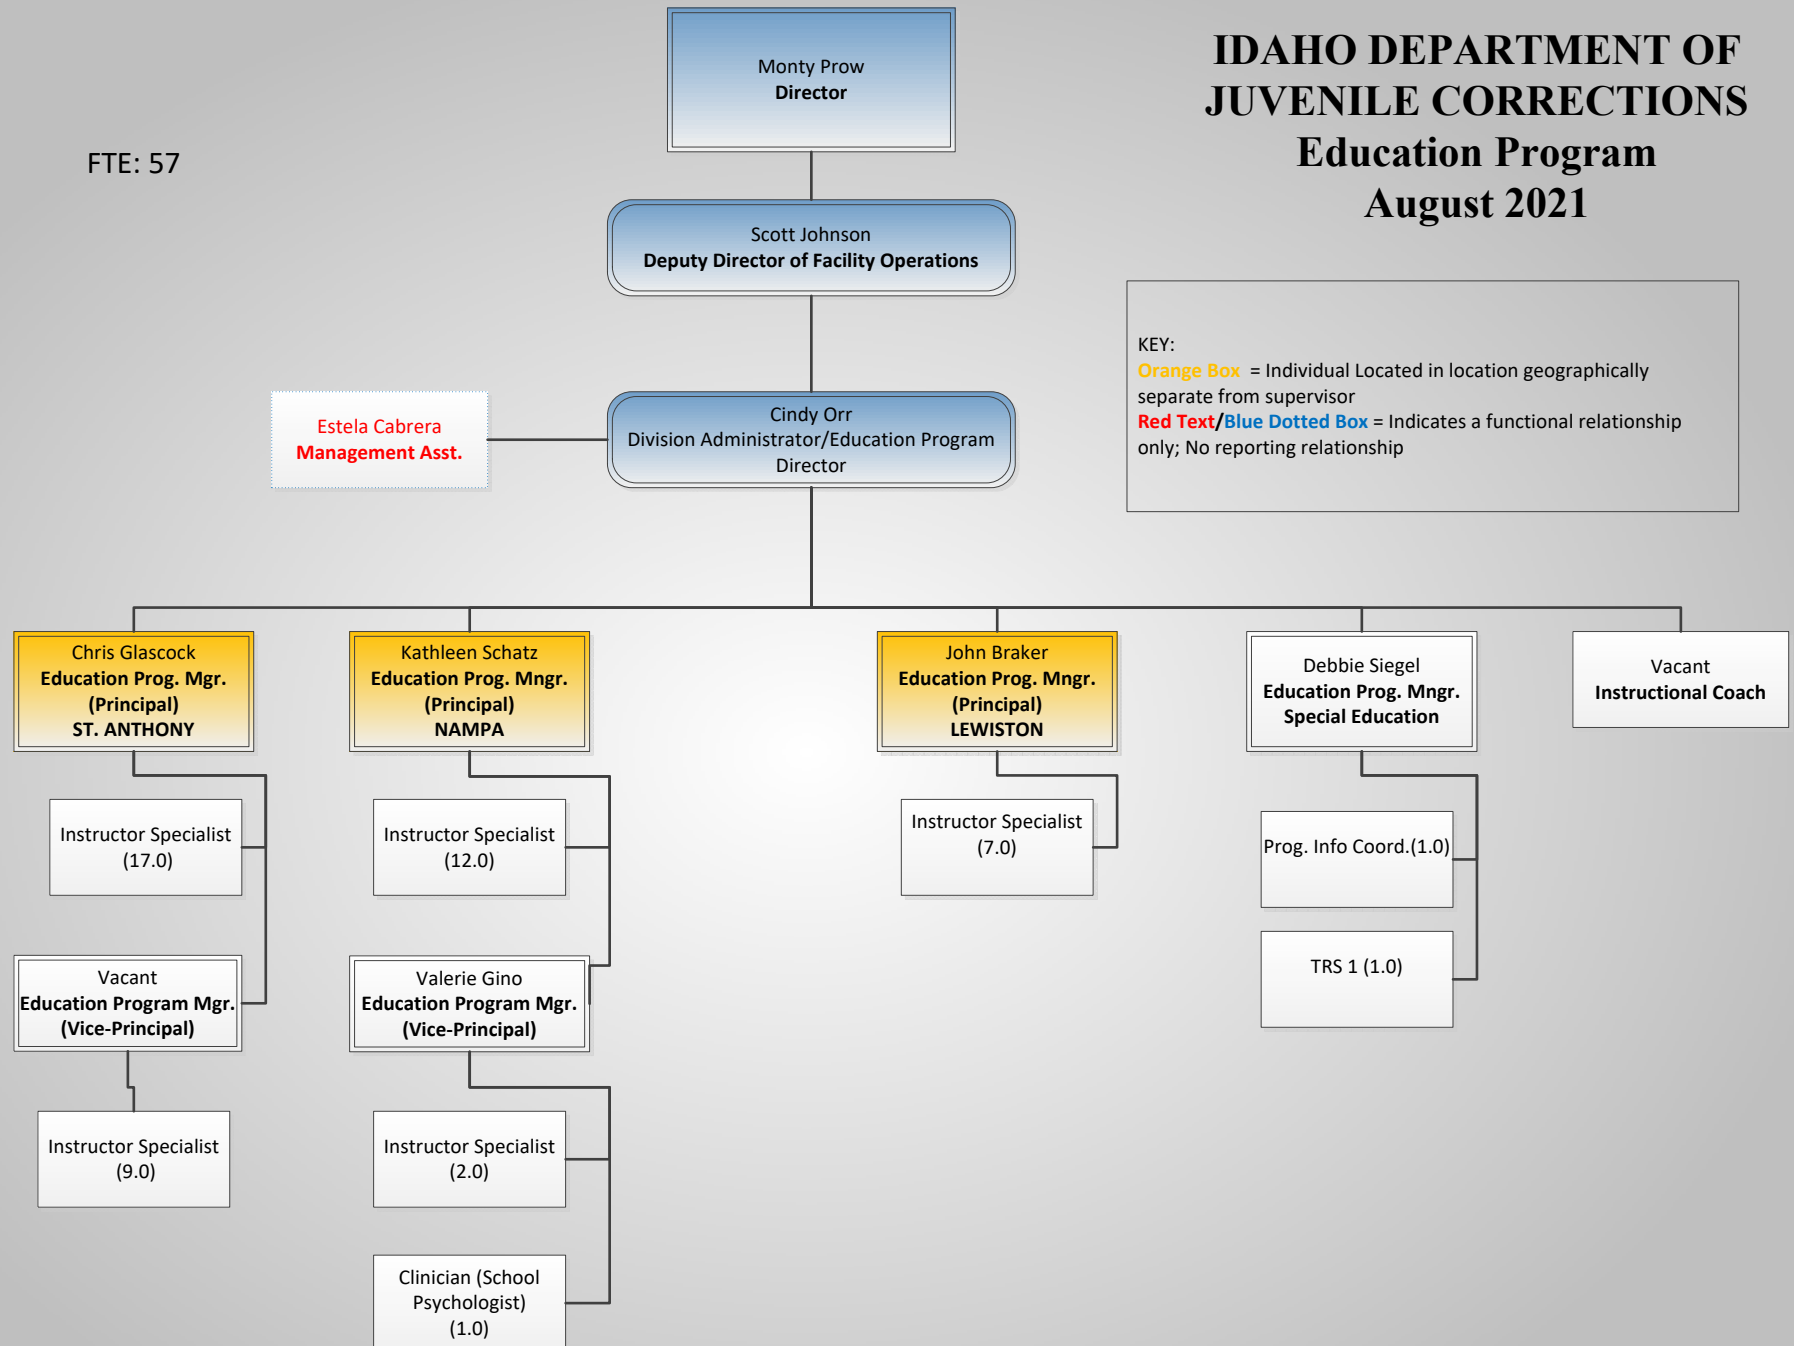 IDAHO DEPARTMENT OF
JUVENILE CORRECTIONS
Education Program
August 2021
FTE: 57
Monty Prow
Director
Scott Johnson
Deputy Director of Facility Operations
KEY:
Orange Box = Individual Located in location geographically
separate from supervisor
Red Text/Blue Dotted Box = Indicates a functional relationship
only; No reporting relationship
Estela Cabrera
Management Asst.
Cindy Orr
Division Administrator/Education Program
Director
Chris Glascock
Education Prog. Mgr.
(Principal)
ST. ANTHONY
Kathleen Schatz
Education Prog. Mngr.
(Principal)
NAMPA
John Braker
Education Prog. Mngr.
(Principal)
LEWISTON
Debbie Siegel
Education Prog. Mngr.
Special Education
Vacant
Instructional Coach
Instructor Specialist
(17.0)
Instructor Specialist
(12.0)
Instructor Specialist
(7.0)
Prog. Info Coord.(1.0)
Vacant
Education Program Mgr.
(Vice-Principal)
Valerie Gino
Education Program Mgr.
(Vice-Principal)
TRS 1 (1.0)
Instructor Specialist
(9.0)
Instructor Specialist
(2.0)
Clinician (School
Psychologist)
(1.0)